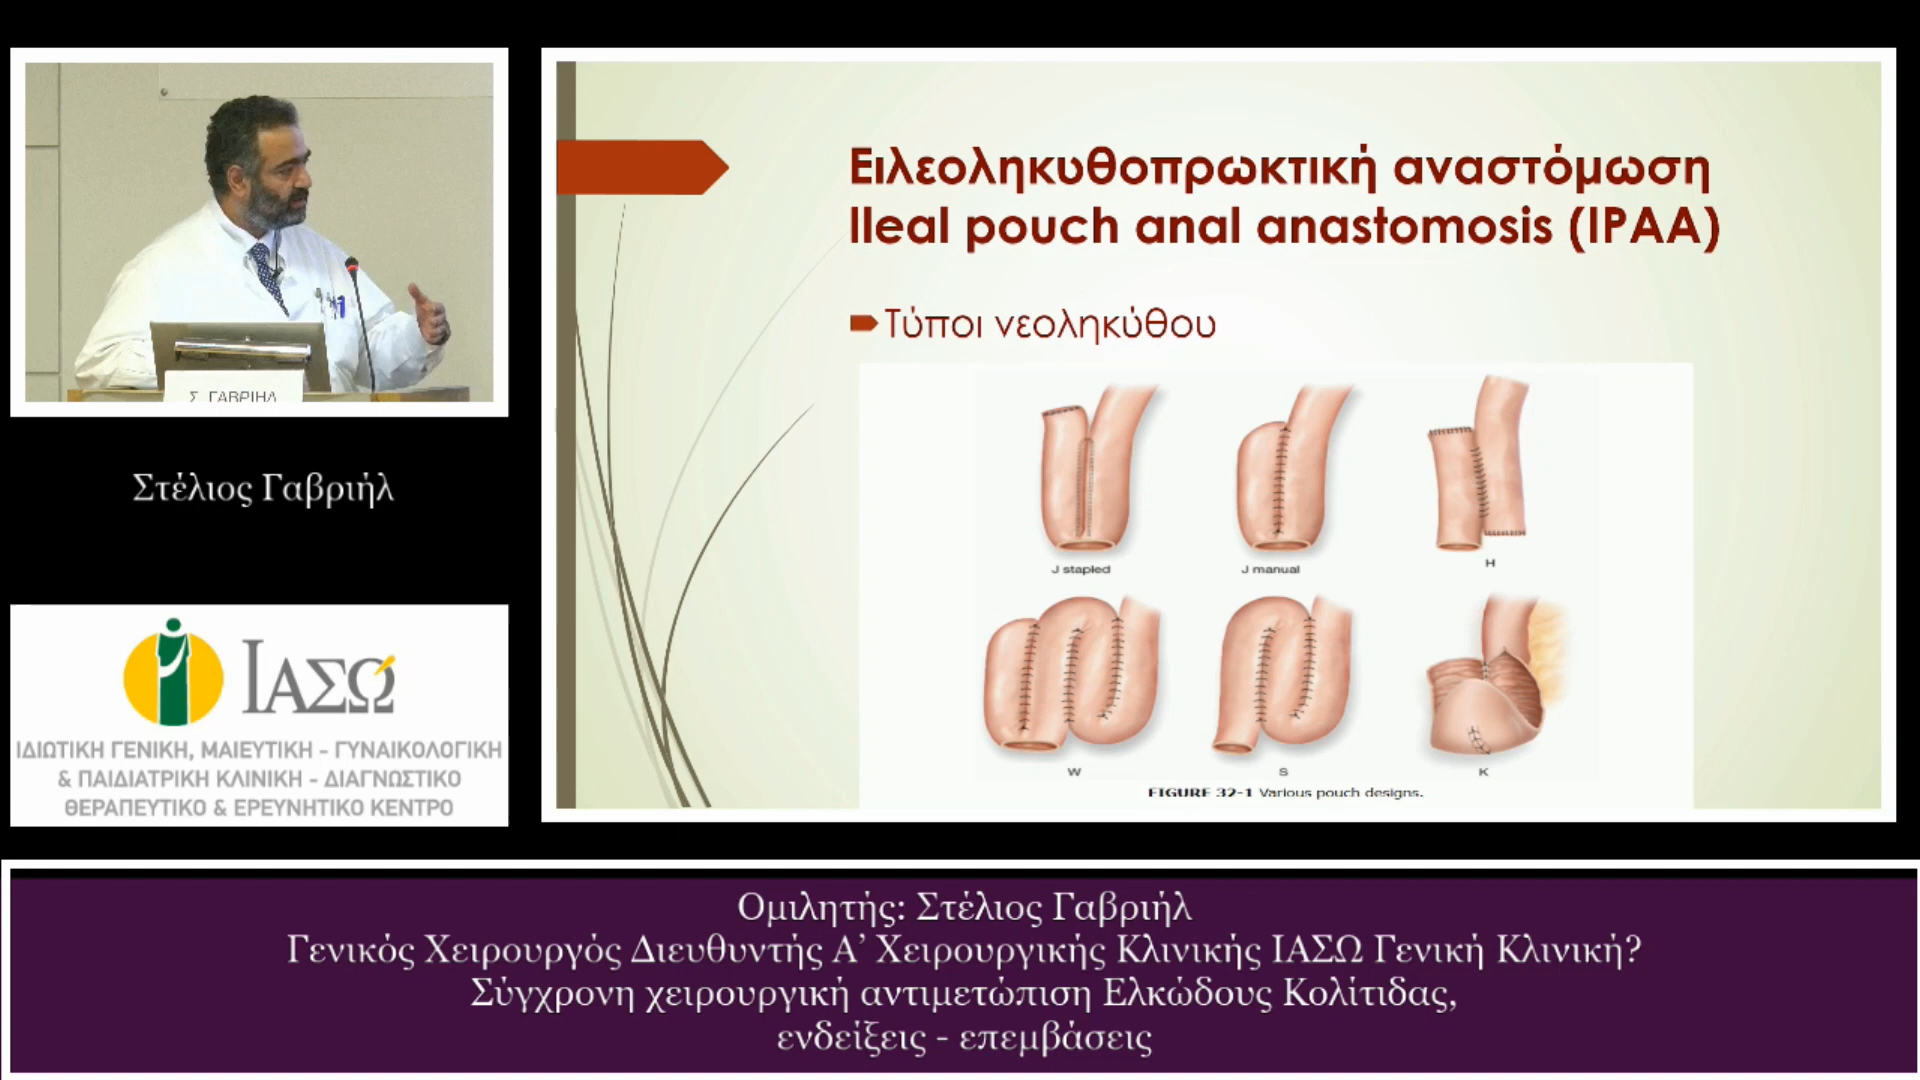 Σ. ΓΑΒΡΙΗΛ
Στέλιος Γαβριήλ
ΙΑΣΩ
ΙΔΙΩΤΙΚΗ ΓΕΝΙΚΗ, ΜΑΙΕΥΤΙΚΗ - ΓΥΝΑΙΚΟΛΟΓΙΚΗ
& ΠΑΙΔΙΑΤΡΙΚΗ ΚΛΙΝΙΚΗ - ΔΙΑΓΝΩΣΤΙΚΟ
ΘΕΡΑΠΕΥΤΙΚΟ & ΕΡΕΥΝΗΤΙΚΟ ΚΕΝΤΡΟ
Ειλεοληκυθοπρωκτική αναστόμωση
Ileal pouch anal anastomosis (IPAA)
Τύποι νεοληκύθου
J stapled
J manual
H
W
S
K
FIGURE 32-1 Various pouch designs.
Ομιλητής: Στέλιος Γαβριήλ
Γενικός Χειρουργός Διευθυντής Α’ Χειρουργικής Κλινικής ΙΑΣΩ Γενική Κλινική?
Σύγχρονη χειρουργική αντιμετώπιση Ελκώδους Κολίτιδας,
ενδείξεις - επεμβάσεις